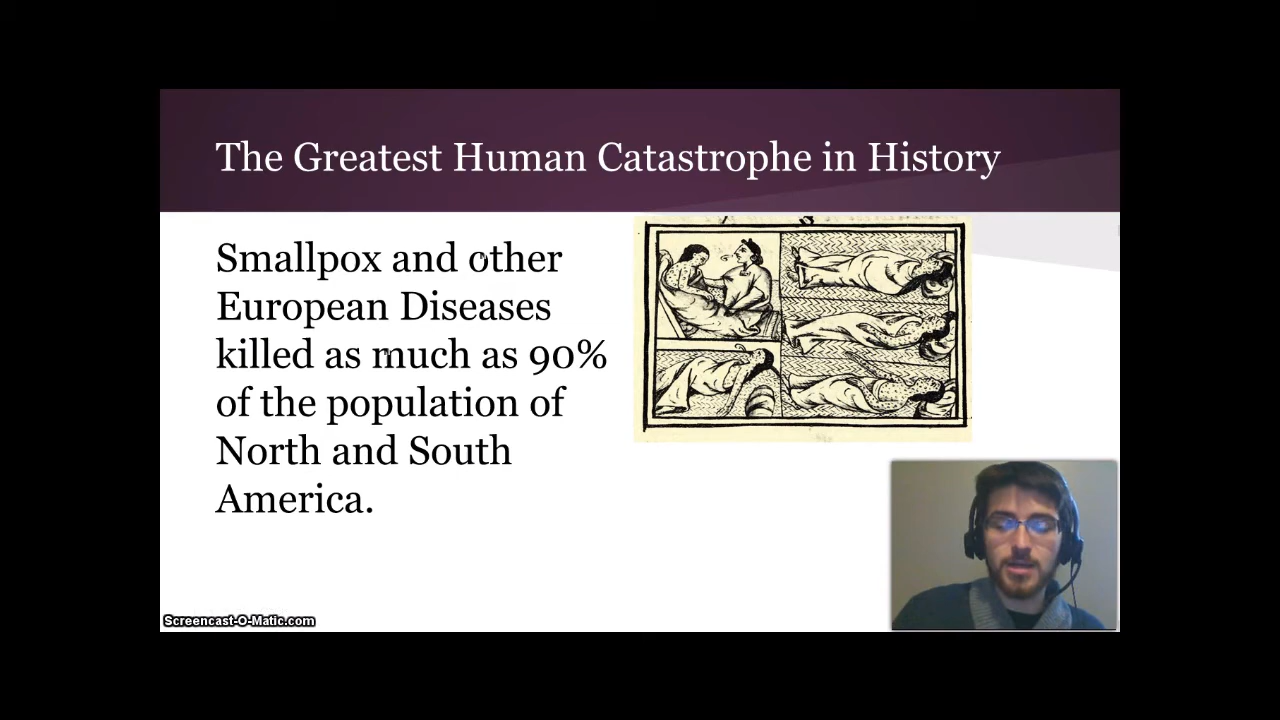 The Greatest Human Catastrophe in History
Smallpox and other
European Diseases
killed as much as 90%
of the population of
North and South
America.
Screencast-O-Matic.com